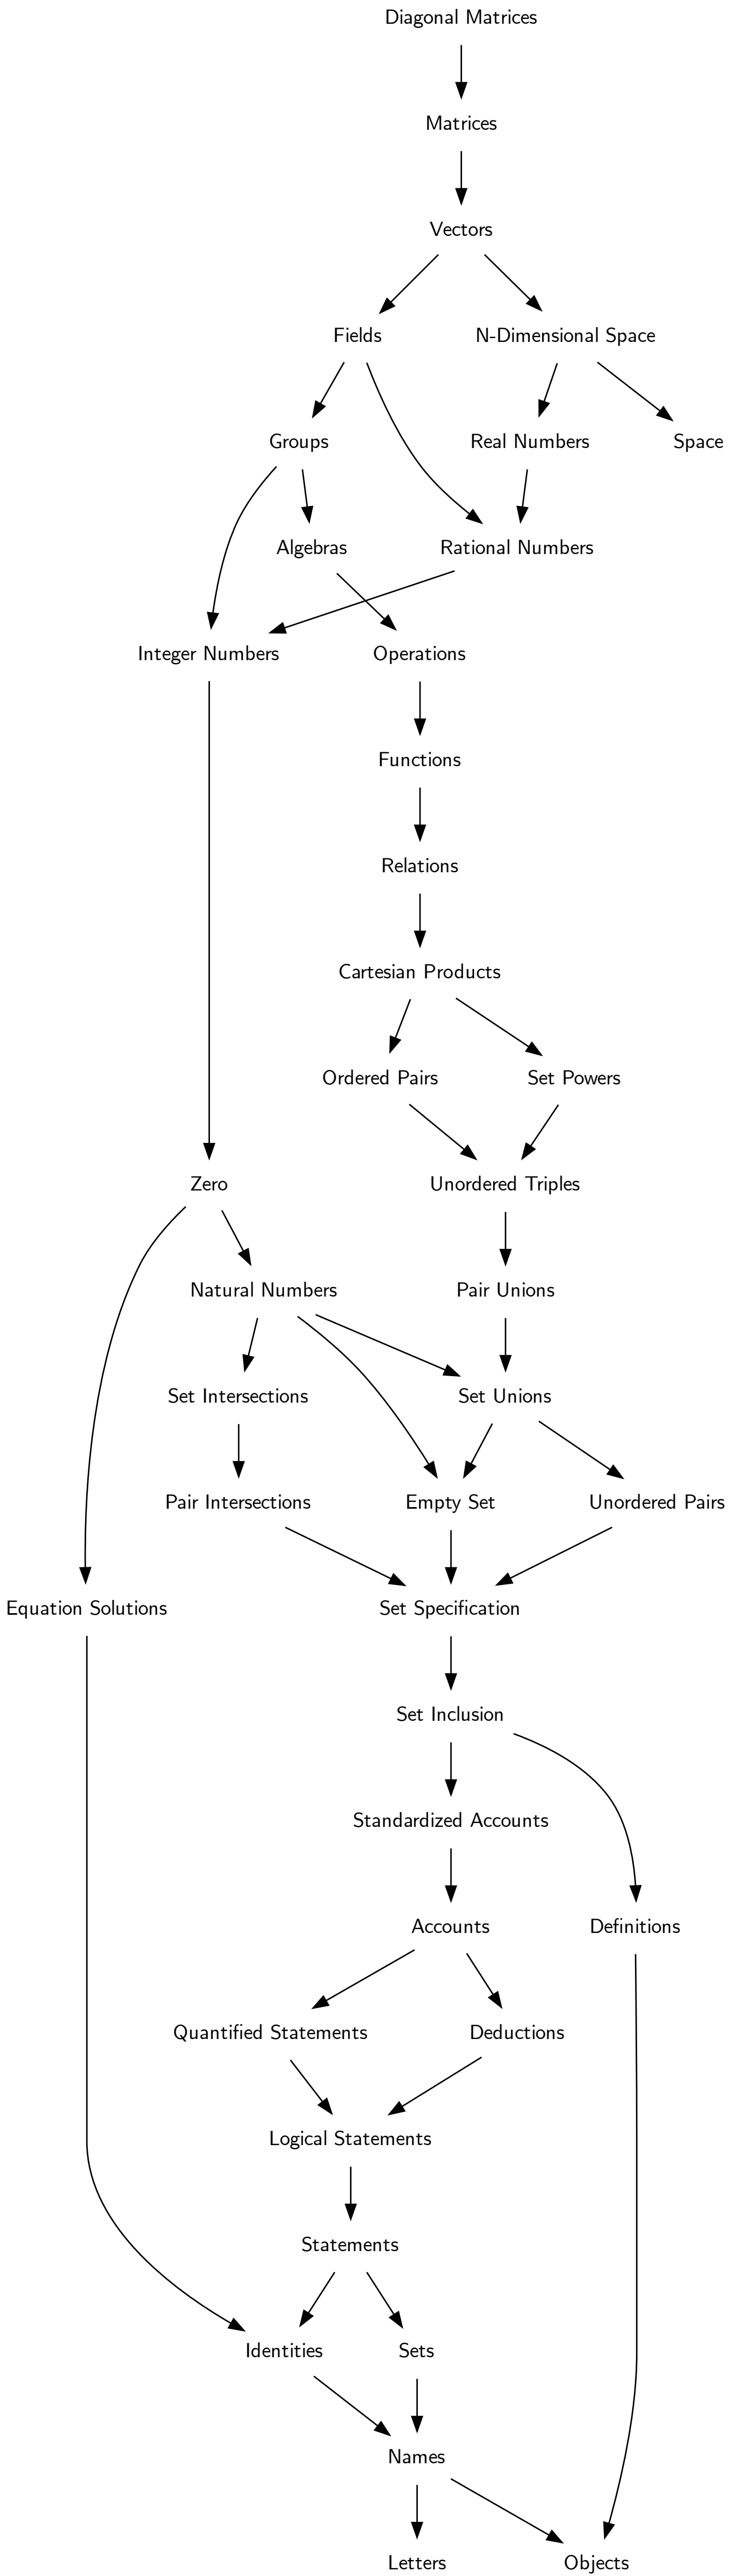 Diagonal Matrices
Matrices
Vectors
Fields
N-Dimensional Space
Groups
Real Numbers
Space
Algebras
Rational Numbers
Integer Numbers
Operations
Functions
Relations
Cartesian Products
Ordered Pairs
Set Powers
Zero
Unordered Triples
Natural Numbers
Pair Unions
Set Intersections
Set Unions
Pair Intersections
Empty Set
Unordered Pairs
Equation Solutions
Set Specification
Set Inclusion
Standardized Accounts
Accounts
Definitions
Quantified Statements
Deductions
Logical Statements
Statements
Identities
Sets
Names
Letters
Objects